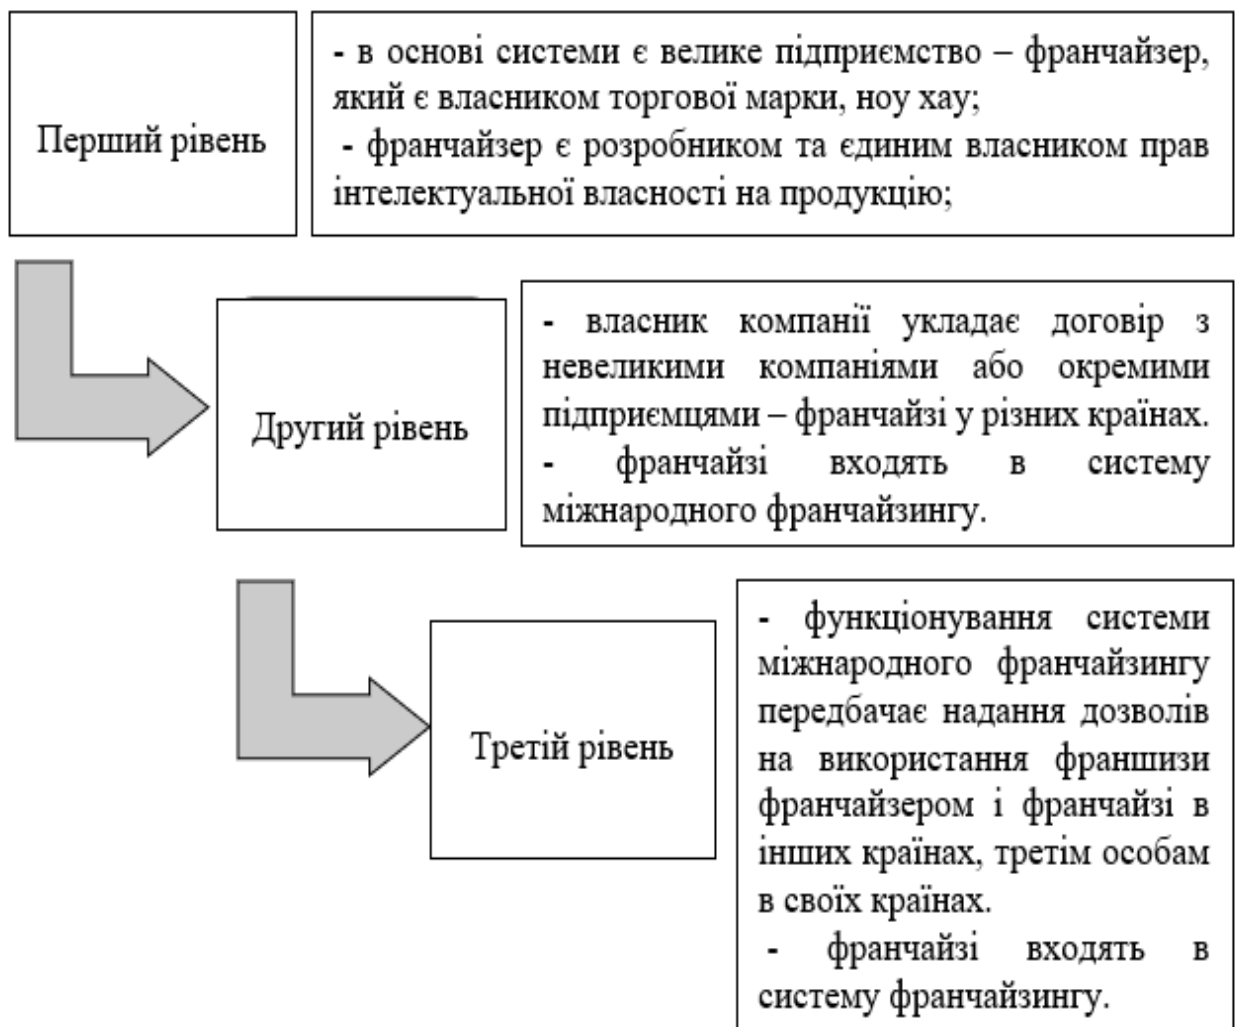 Перший рівень
- в основі системи є велике підприємство – франчайзер,
який є власником торгової марки, ноу хау;
- франчайзер є розробником та єдиним власником прав
інтелектуальної власності на продукцію;
Другий рівень
- власник компанії укладає договір з
невеликими компаніями або окремими
підприємцями – франчайзі у різних країнах.
- франчайзі входять в систему
міжнародного франчайзингу.
Третій рівень
- функціонування системи
міжнародного франчайзингу
передбачає надання дозволів
на використання франшизи
франчайзером і франчайзі в
інших країнах, третім особам
в своїх країнах.
- франчайзі входять в
систему франчайзингу.